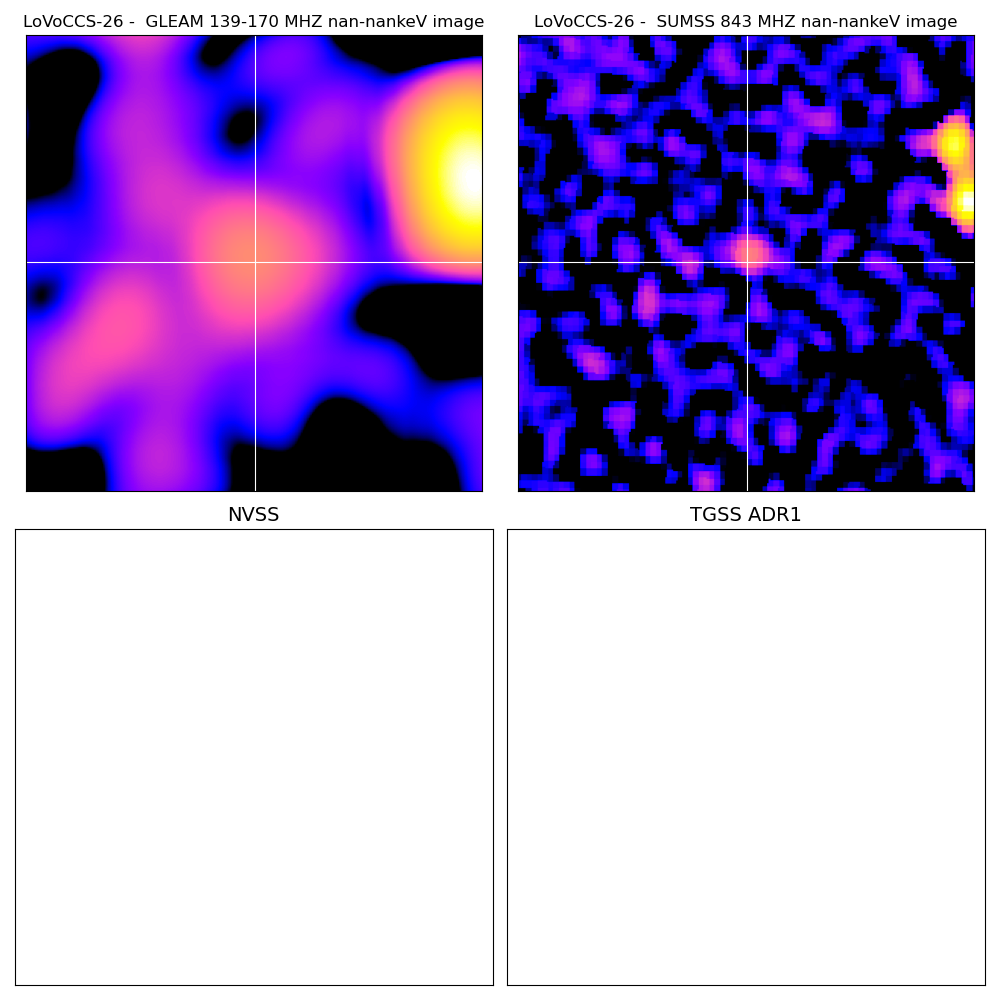 LoVoCCS-26 -  GLEAM 139-170 MHZ nan-nankeV image
LoVoCCS-26 -  SUMSS 843 MHZ nan-nankeV image
NVSS
TGSS ADR1